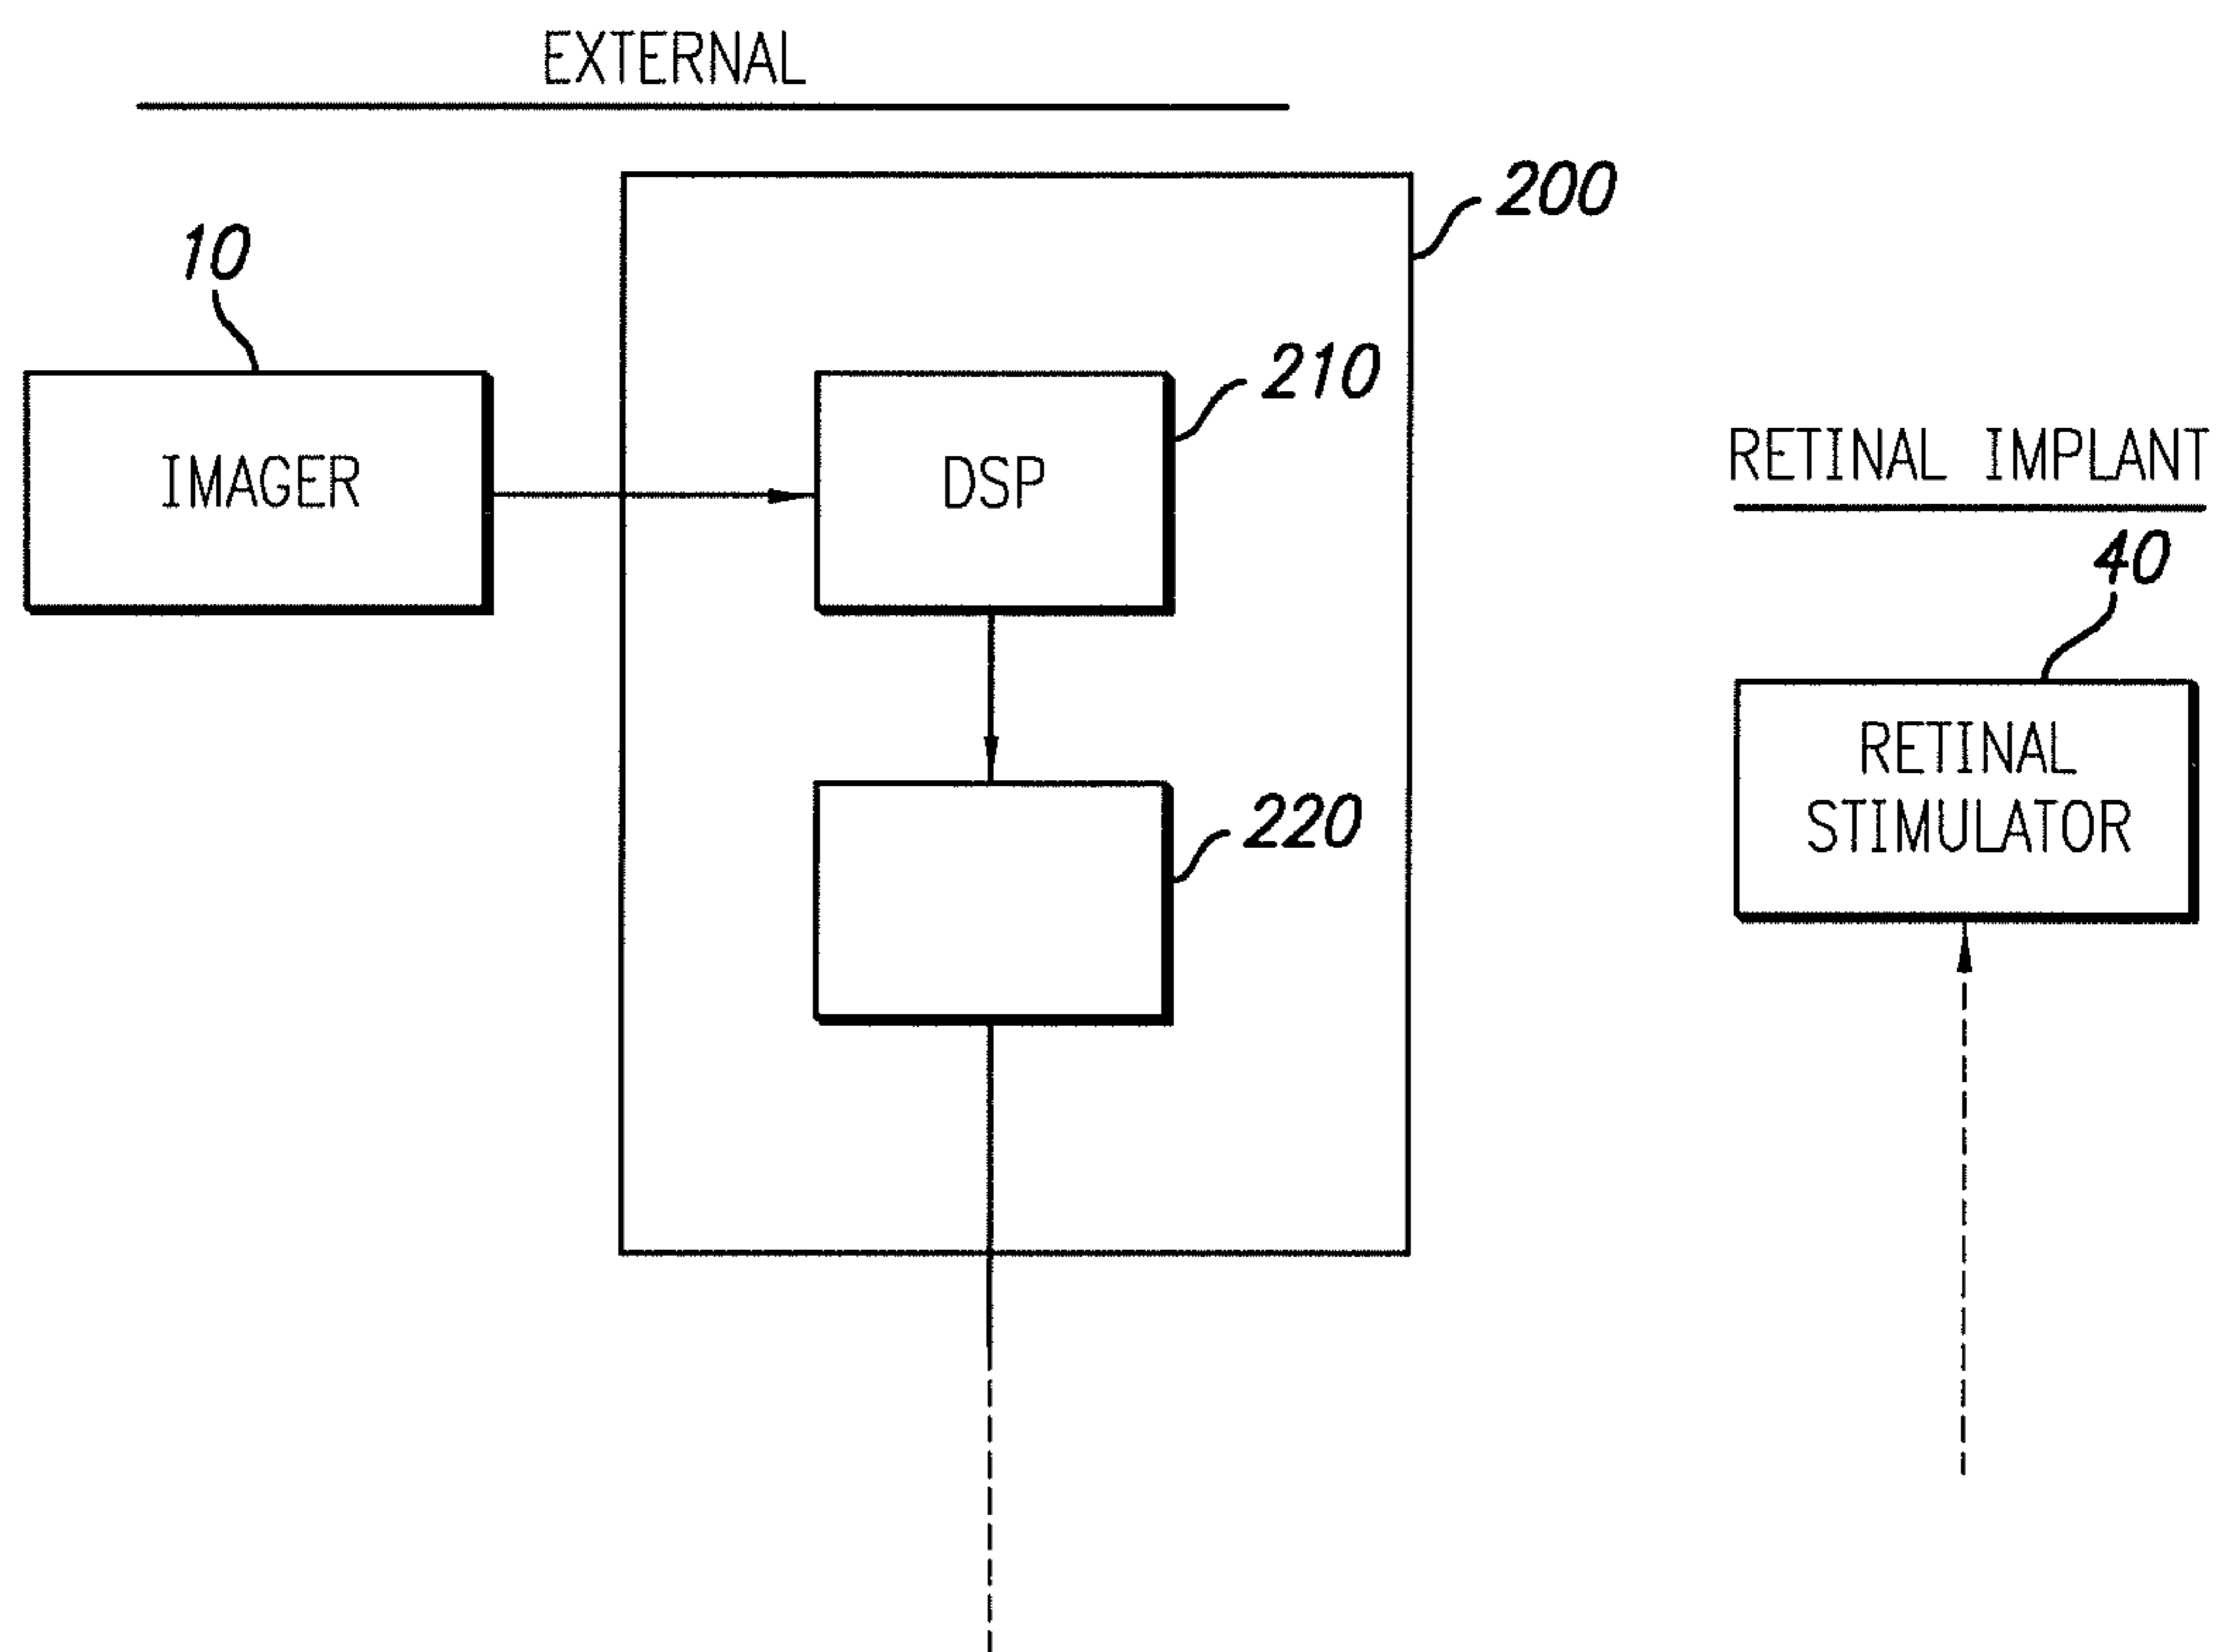 EXTERNAL
200
10
210
IMAGER
DSP
RETINAL IMPLANT
40
RETINAL
STIMULATOR
220